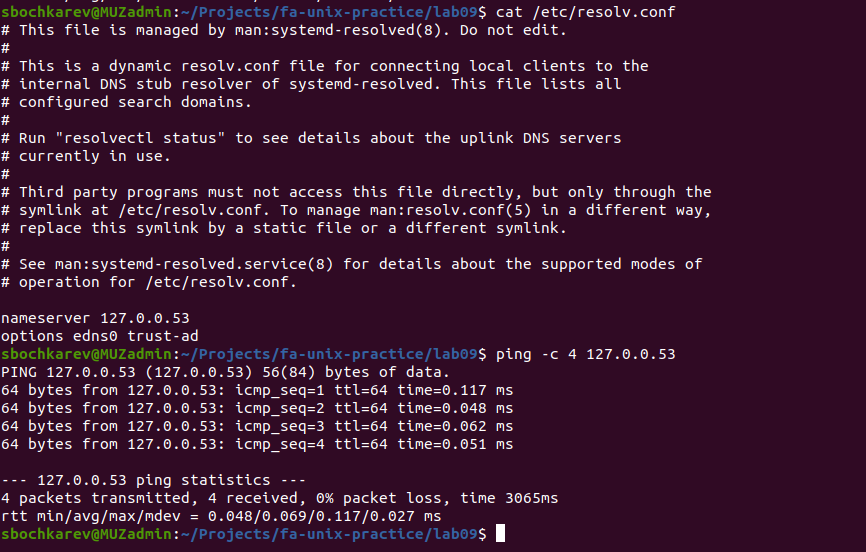 sbochkarev@MUZadmin:~/Projects/fa-unix-practice/lab09$ cat /etc/resolv.conf
# This file is managed by man:systemd-resolved(8). Do not edit.
#
# This is a dynamic resolv.conf file for connecting local clients to the
# internal DNS stub resolver of systemd-resolved. This file lists all
# configured search domains.
#
# Run "resolvectl status" to see details about the uplink DNS servers
# currently in use.
#
# Third party programs must not access this file directly, but only through the
# symlink at /etc/resolv.conf. To manage man:resolv.conf(5) in a different way,
# replace this symlink by a static file or a different symlink.
#
# See man:systemd-resolved.service(8) for details about the supported modes of
# operation for /etc/resolv.conf.

nameserver 127.0.0.53
options edns0 trust-ad
sbochkarev@MUZadmin:~/Projects/fa-unix-practice/lab09$ ping -c 4 127.0.0.53
PING 127.0.0.53 (127.0.0.53) 56(84) bytes of data.
64 bytes from 127.0.0.53: icmp_seq=1 ttl=64 time=0.117 ms
64 bytes from 127.0.0.53: icmp_seq=2 ttl=64 time=0.048 ms
64 bytes from 127.0.0.53: icmp_seq=3 ttl=64 time=0.062 ms
64 bytes from 127.0.0.53: icmp_seq=4 ttl=64 time=0.051 ms

--- 127.0.0.53 ping statistics ---
4 packets transmitted, 4 received, 0% packet loss, time 3065ms
rtt min/avg/max/mdev = 0.048/0.069/0.117/0.027 ms
sbochkarev@MUZadmin:~/Projects/fa-unix-practice/lab09$